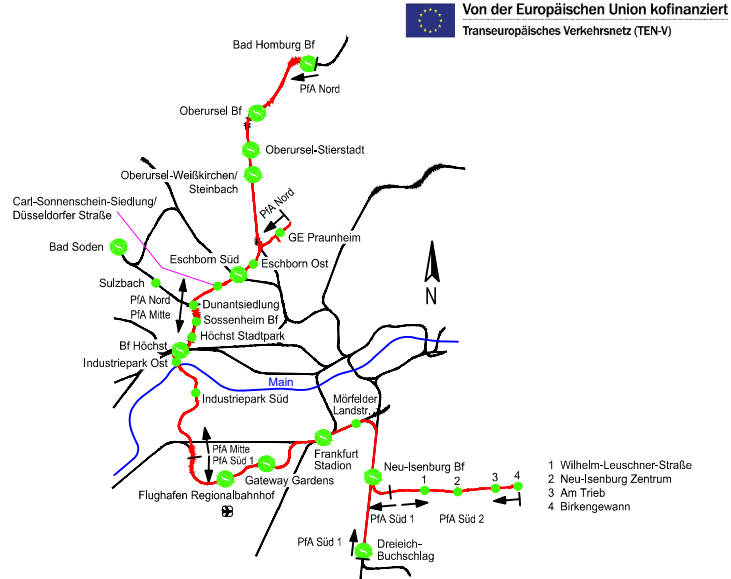 Von der Europäischen Union kofinanziert
Transeuropäisches Verkehrsnetz (TEN-V)
Bad Homburg Bf
PfA Nord
Oberursel Bf
Oberursel-Stierstadt
Oberursel-Weißkirchen/
Steinbach
Carl-Sonnenschein-Siedlung/
Düsseldorfer Straße
PfA Nord
GE Praunheim
Bad Soden
Eschborn Süd
Eschborn Ost
Sulzbach
PfA Nord
PfA Mitte
Dunantsiedlung
Sossenheim Bf
Höchst Stadtpark
Bf Höchst
Industriepark Ost
N
Main
Industriepark Süd
Mörfelder
Landstr.
PfA Mitte
PfA Süd 1
Frankfurt
Stadion
Gateway Gardens
Flughafen Regionalbahnhof
Neu-Isenburg Bf
1
2
3
4
PfA Süd 1
PfA Süd 2
1 Wilhelm-Leuschner-Straße
2 Neu-Isenburg Zentrum
3 Am Trieb
4 Birkengewann
PfA Süd 1
Dreieich-
Buchschlag